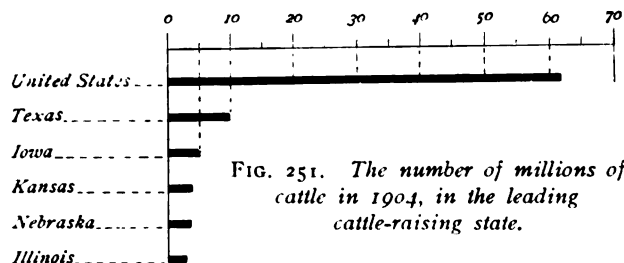 0 10 20 30 40 50 60 70
United States
Texas
Iowa
Kansas
Nebraska
Illinois
FIG. 251. The number of millions of
cattle in 1904, in the leading
cattle-raising state.